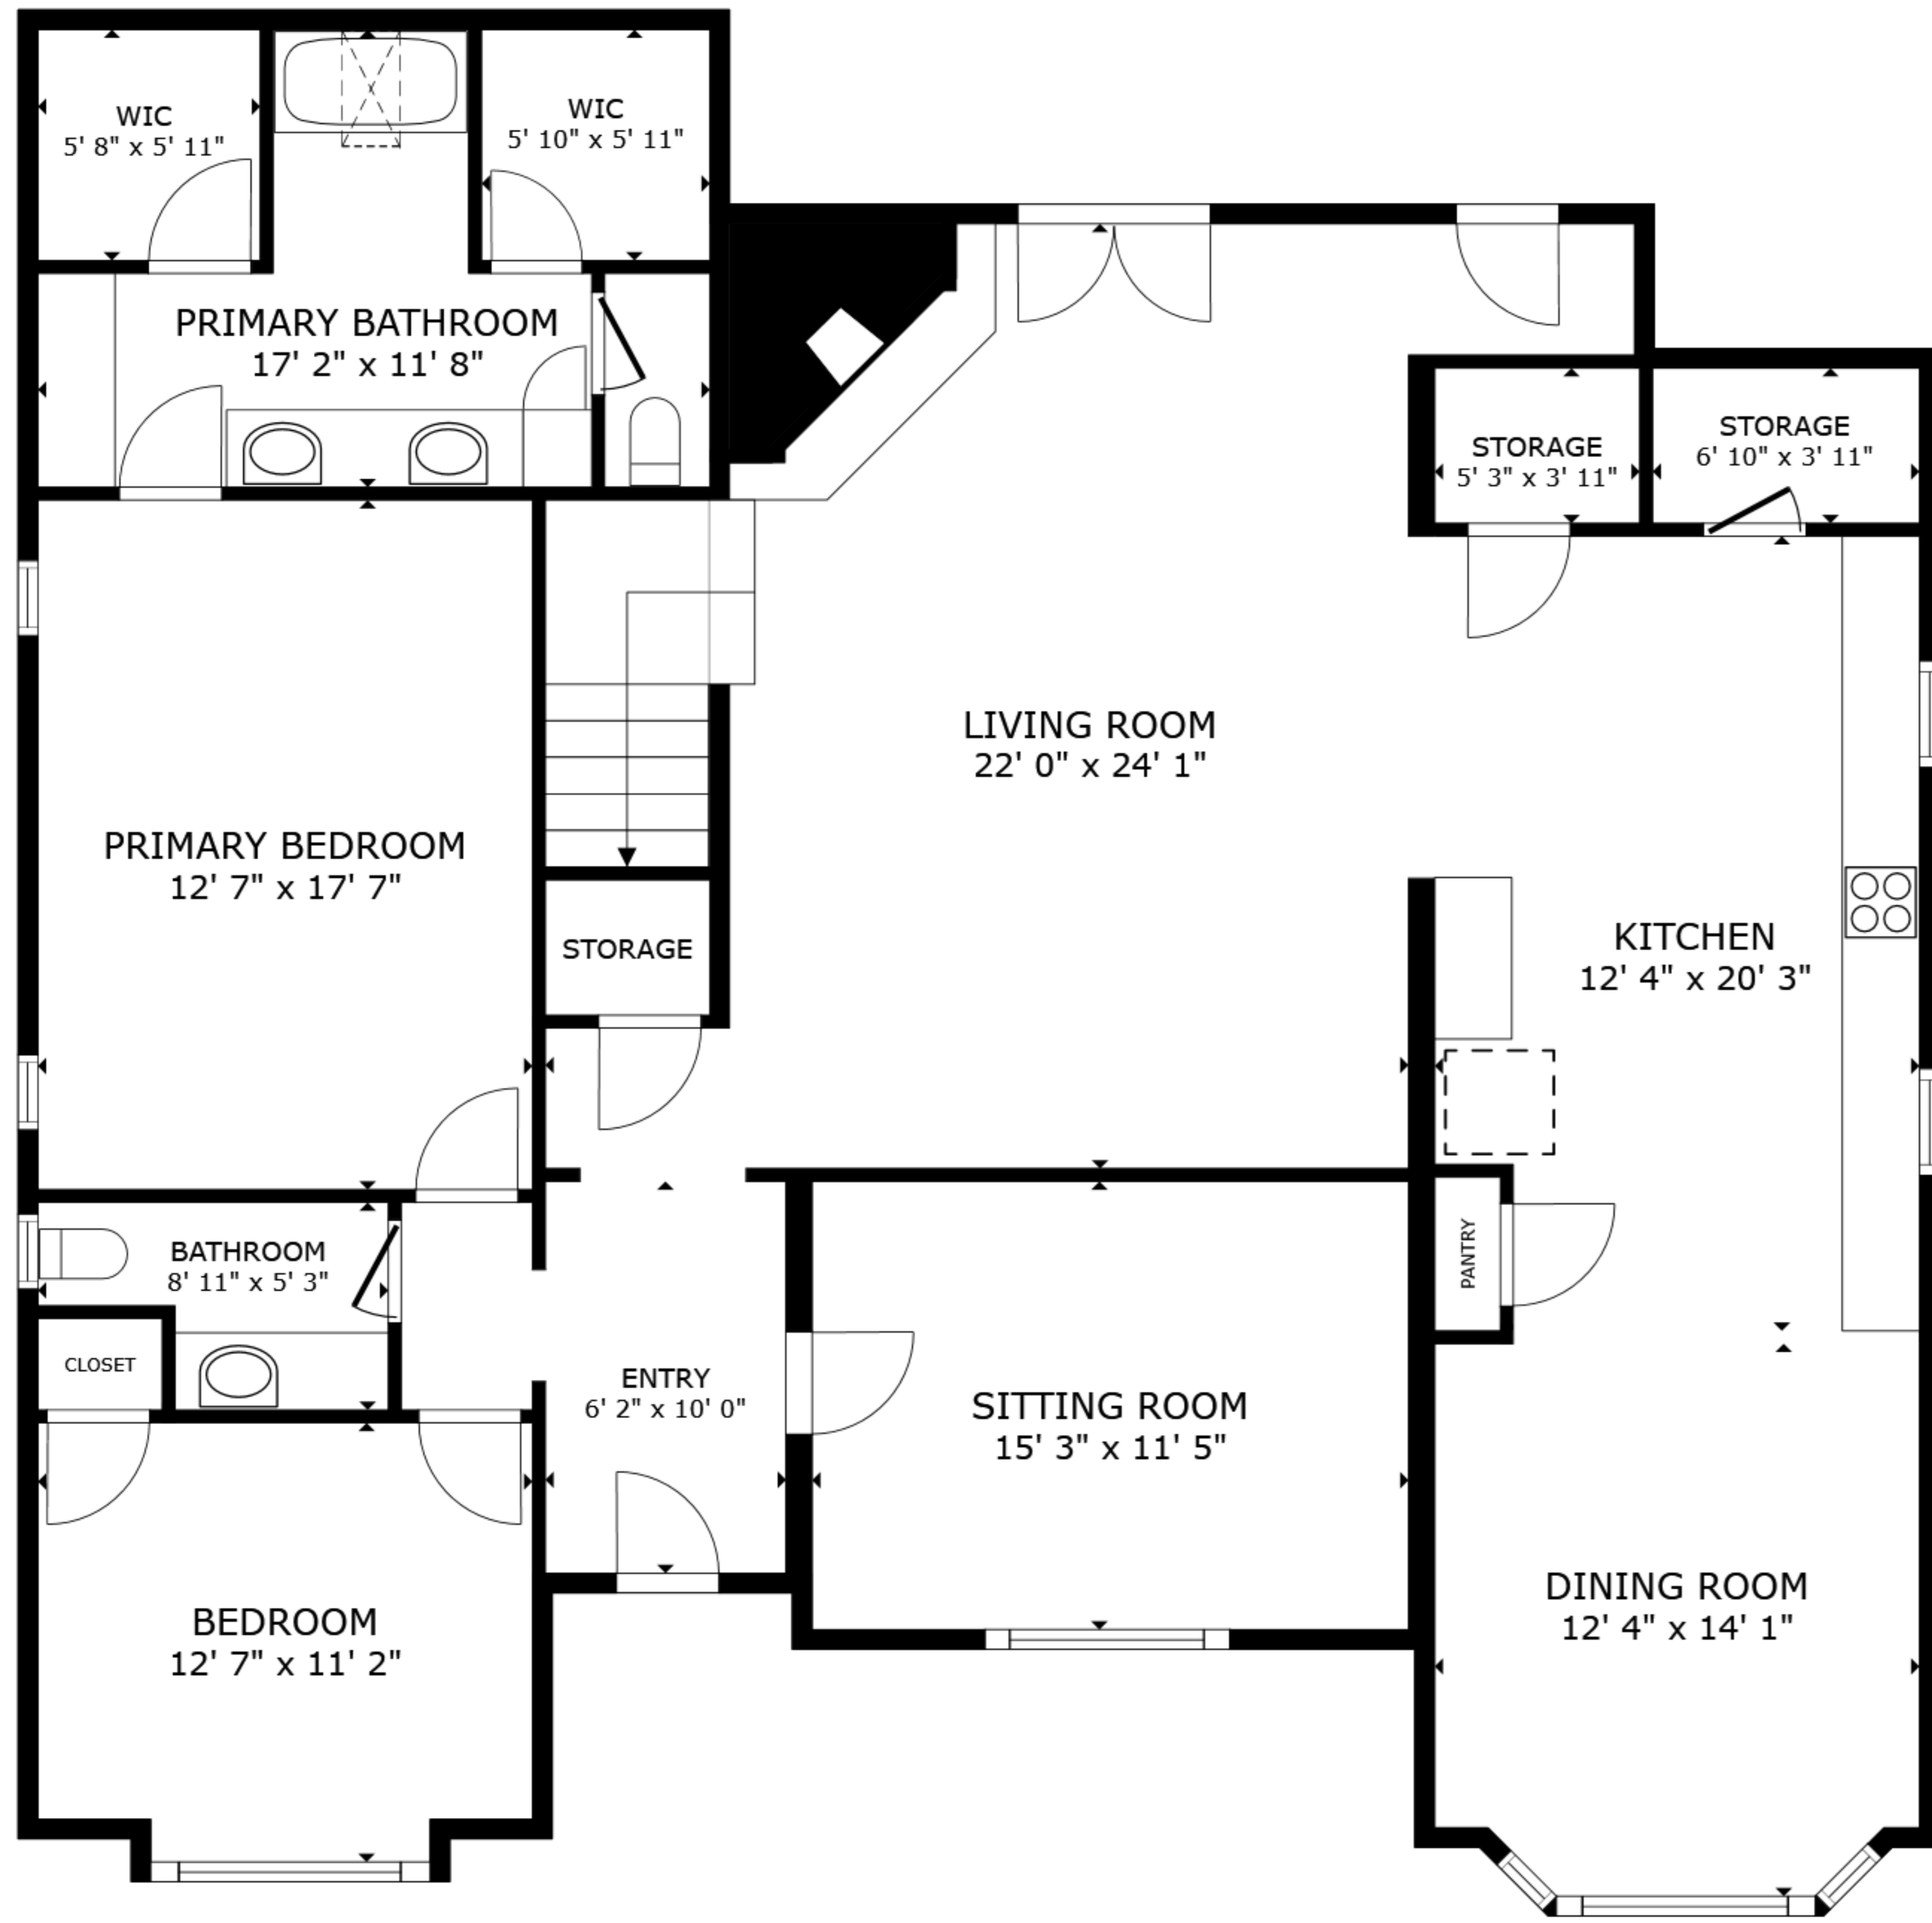 WIC
5' 8" x 5' 11"
WIC
5' 10" x 5' 11"
PRIMARY BATHROOM
17' 2" x 11' 8"
STORAGE
5' 3" x 3' 11"
STORAGE
6' 10" x 3' 11"
LIVING ROOM
22' 0" x 24' 1"
PRIMARY BEDROOM
12' 7" x 17' 7"
STORAGE
KITCHEN
12' 4" x 20' 3"
BATHROOM
8' 11" x 5' 3"
PANTRY
CLOSET
ENTRY
6' 2" x 10' 0"
SITTING ROOM
15' 3" x 11' 5"
BEDROOM
12' 7" x 11' 2"
DINING ROOM
12' 4" x 14' 1"